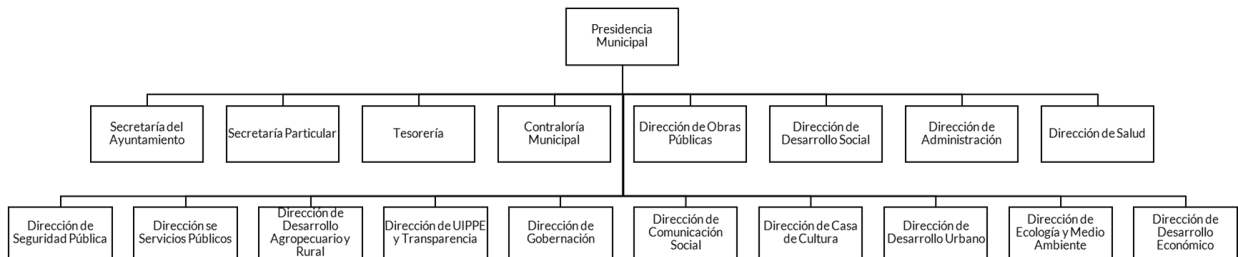 Presidencia
Municipal
Secretaría del
Ayuntamiento
Secretaría Particular
Tesorería
Contraloría
Municipal
Dirección de Obras
Públicas
Dirección de
Desarrollo Social
Dirección de
Administración
Dirección de Salud
Dirección de
Seguridad Pública
Dirección se
Servicios Públicos
Dirección de
Desarrollo
Agropecuario y
Rural
Dirección de UIPPE
y Transparencia
Dirección de
Gobernación
Dirección de
Comunicación
Social
Dirección de Casa
de Cultura
Dirección de
Desarrollo Urbano
Dirección de
Ecología y Medio
Ambiente
Dirección de
Desarrollo
Económico